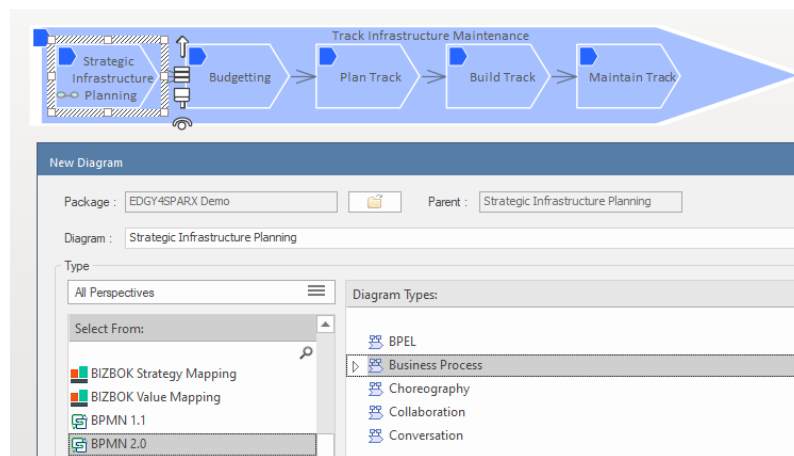 Track Infrastructure Maintenance
Strategic
Infrastructure
Planning
Budgetting
Plan Track
Build Track
Maintain Track
New Diagram
Package : EDGY4SPARX Demo Parent : Strategic Infrastructure Planning
Diagram : Strategic Infrastructure Planning
Type
All Perspectives
Diagram Types:
Select From:
BPEL
Business Process
BIZBOK Strategy Mapping
Choreography
BIZBOK Value Mapping
Collaboration
BPMN 1.1
Conversation
BPMN 2.0